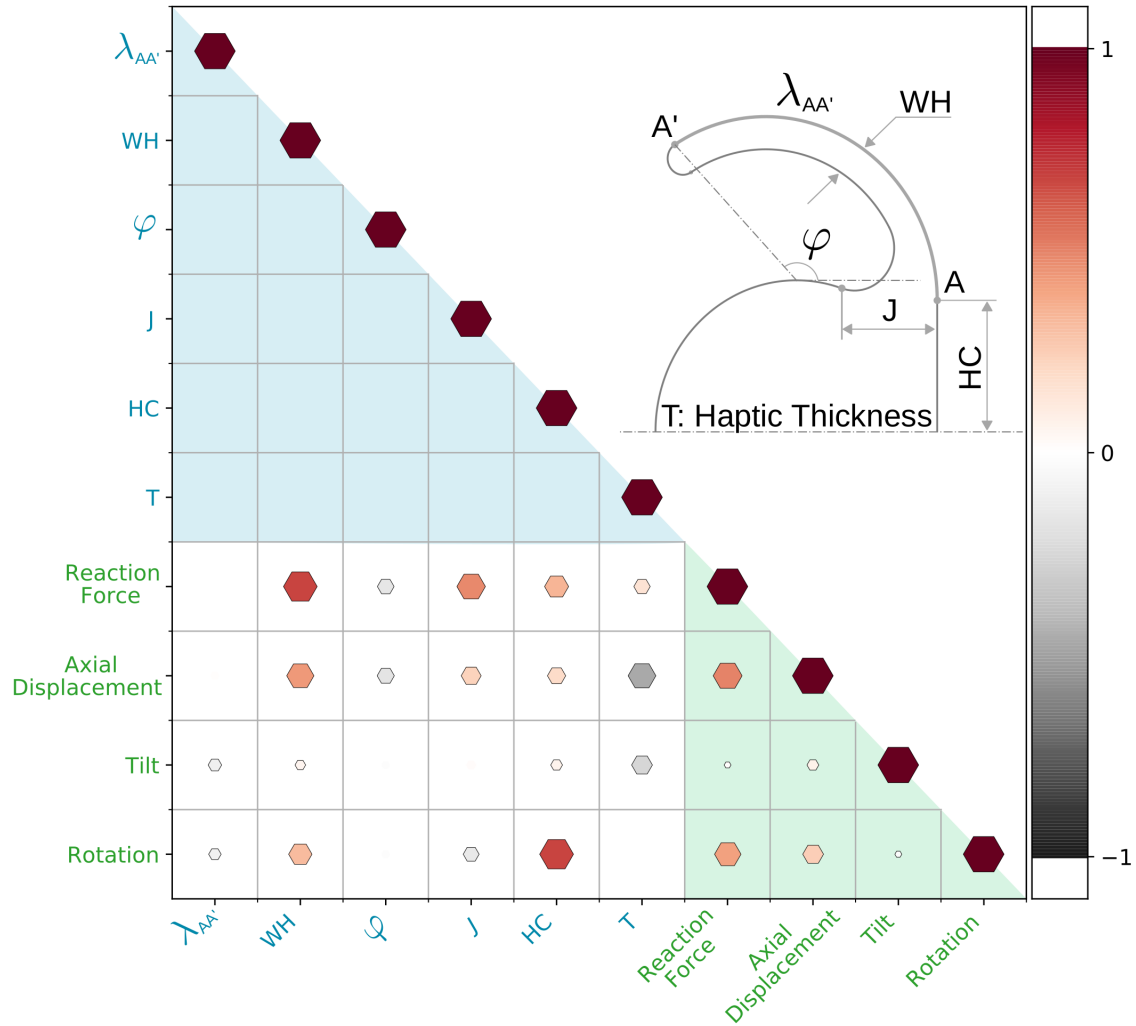 λAA'
WH
φ
J
HC
T
Reaction
Force
Axial
Displacement
Tilt
Rotation
λAA'
WH
A'
φ
A
J
HC
T: Haptic Thickness
1
0
−1
λAA'
WH
φ
J
HC
T
Reaction
Force
Axial
Displacement
Tilt
Rotation